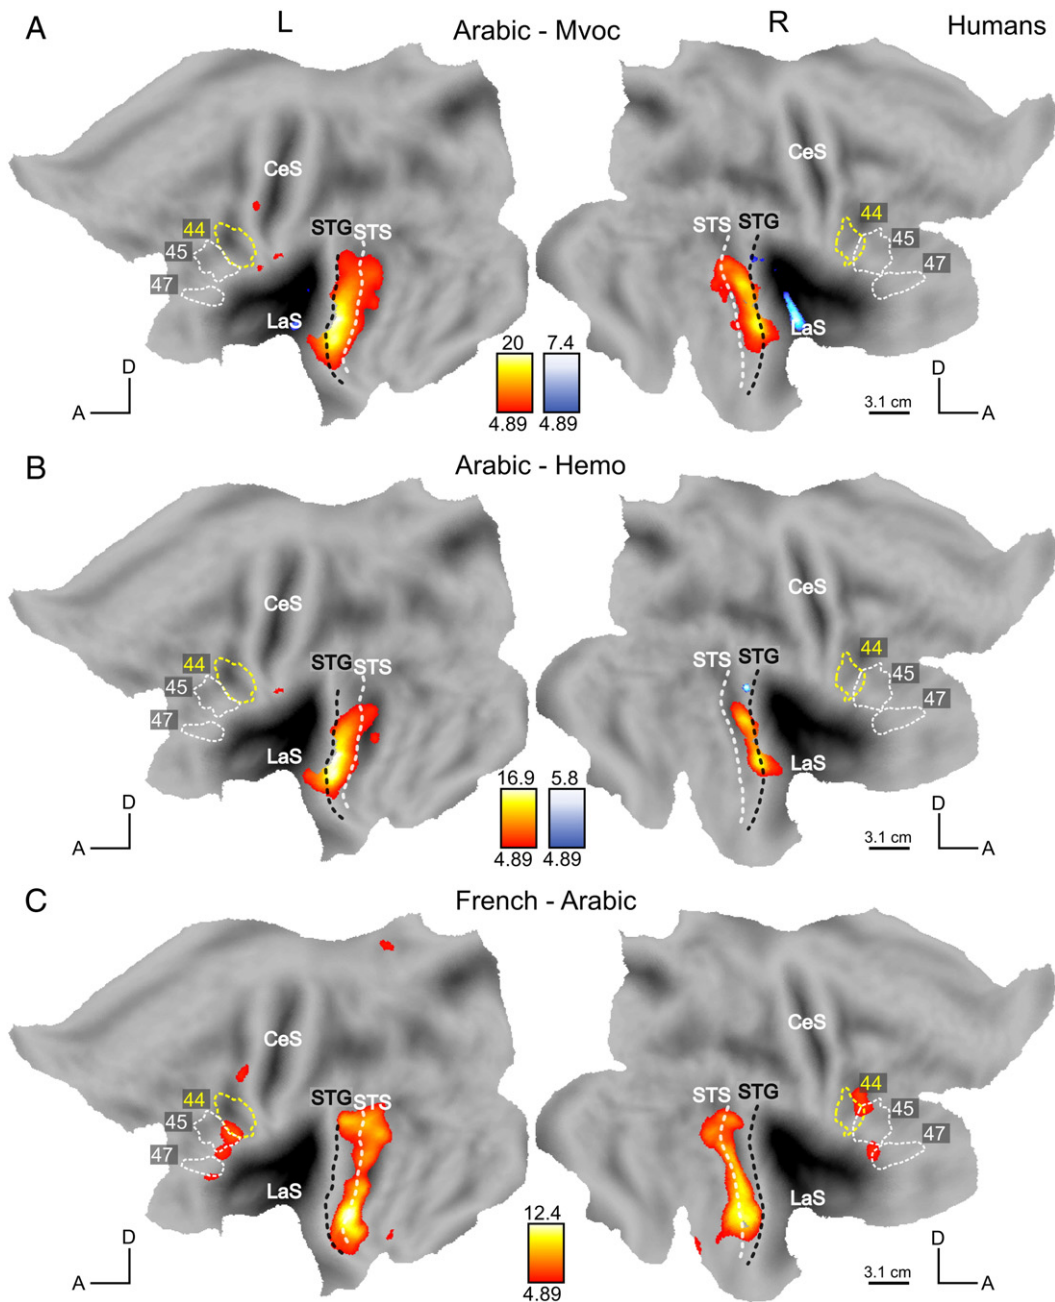 A
L
Arabic - Mvoc
R
Humans
CeS
CeS
44
45
47
STG
STS
STS
STG
44
45
47
LaS
LaS
20
7.4
4.89
4.89
D
A
3.1 cm
D
A
B
Arabic - Hemo
CeS
CeS
44
45
47
STG
STS
STS
STG
44
45
47
LaS
LaS
16.9
5.8
4.89
4.89
D
A
3.1 cm
D
A
C
French - Arabic
CeS
CeS
44
45
47
STG
STS
STS
STG
44
45
47
LaS
LaS
12.4
4.89
D
A
3.1 cm
D
A